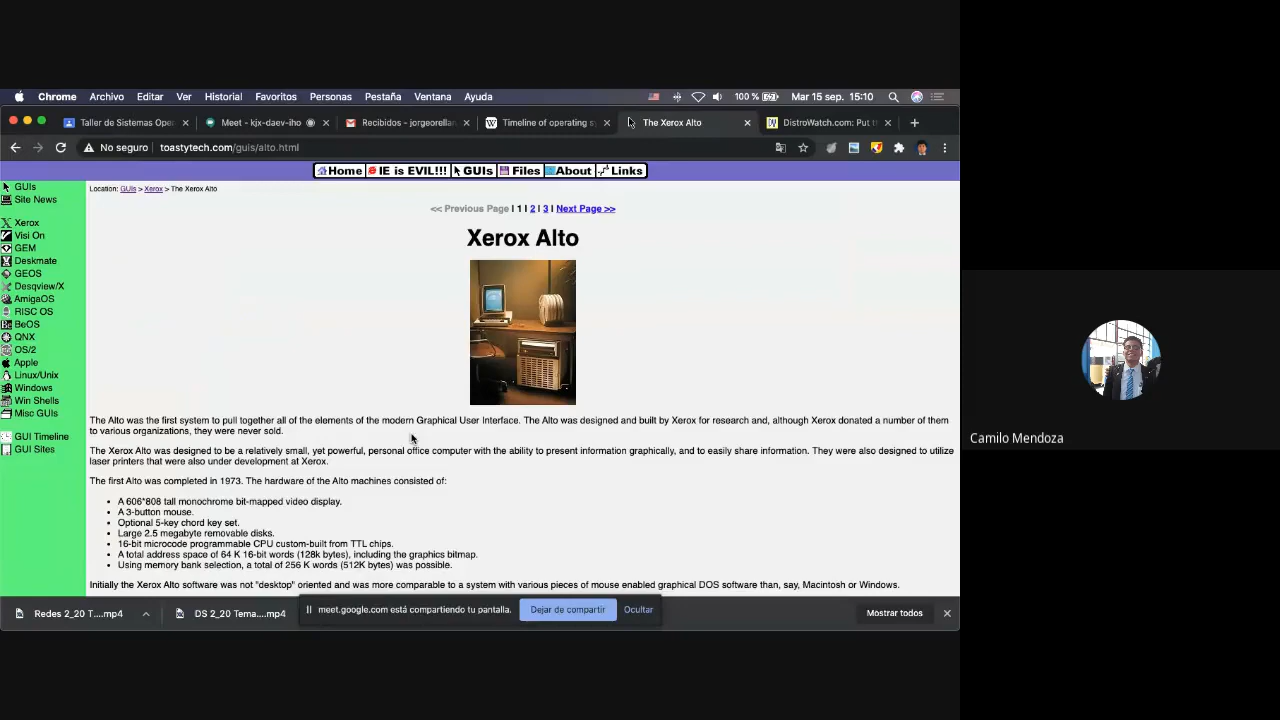 Chrome Archivo Editar Ver Historial Favoritos Personas Pestaña Ventana Ayuda 100 % Mar 15 sep. 15:10
Taller de Sistemas Ope Meet - kjx-daev-iho Recibidos - jorgeorellan Timeline of operating sy The Xerox Alto DistroWatch.com: Put th
No seguro toastytech.com/guis/alto.html
Home IE is EVIL!!! GUIs Files About Links
GUIs
Site News
Xerox
Visi On
GEM
Deskmate
GEOS
Desqview/X
AmigaOS
RISC OS
BeOS
QNX
OS/2
Apple
Linux/Unix
Windows
Win Shells
Misc GUIs
GUI Timeline
GUI Sites
Location: GUIs > Xerox > The Xerox Alto
<< Previous Page | 1 | 2 | 3 | Next Page >>
Xerox Alto
The Alto was the first system to pull together all of the elements of the modern Graphical User Interface. The Alto was designed and built by Xerox for research and, although Xerox donated a number of them
to various organizations, they were never sold.
The Xerox Alto was designed to be a relatively small, yet powerful, personal office computer with the ability to present information graphically, and to easily share information. They were also designed to utilize
laser printers that were also under development at Xerox.
The first Alto was completed in 1973. The hardware of the Alto machines consisted of:
• A 606*808 tall monochrome bit-mapped video display.
• A 3-button mouse.
• Optional 5-key chord key set.
• Large 2.5 megabyte removable disks.
• 16-bit microcode programmable CPU custom-built from TTL chips.
• A total address space of 64 K 16-bit words (128k bytes), including the graphics bitmap.
• Using memory bank selection, a total of 256 K words (512K bytes) was possible.
Initially the Xerox Alto software was not "desktop" oriented and was more comparable to a system with various pieces of mouse enabled graphical DOS software than, say, Macintosh or Windows.
Redes 2_20 T....mp4 DS 2_20 Tema....mp4 meet.google.com está compartiendo tu pantalla. Dejar de compartir Ocultar Mostrar todos
Camilo Mendoza